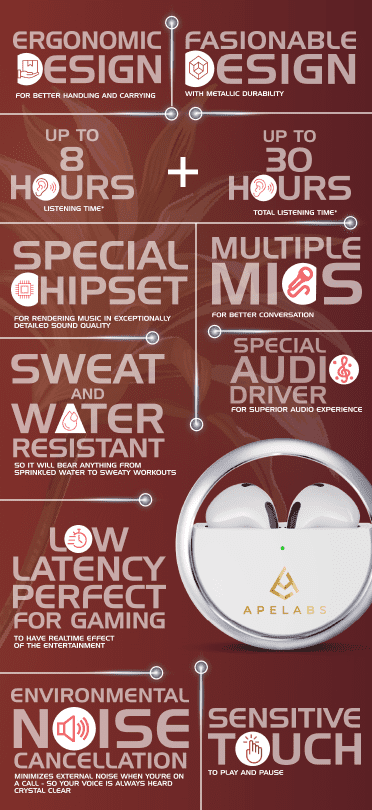 ERGONOMIC
DESIGN
FOR BETTER HANDLING AND CARRYING
FASIONABLE
DESIGN
WITH METALLIC DURABILITY
UP TO
8
HOURS
LISTENING TIME*
+
UP TO
30
HOURS
TOTAL LISTENING TIME*
SPECIAL
CHIPSET
FOR RENDERING MUSIC IN EXCEPTIONALLY
DETAILED SOUND QUALITY
MULTIPLE
MICS
FOR BETTER CONVERSATION
SWEAT
AND
WATER
RESISTANT
SO IT WILL BEAR ANYTHING FROM
SPRINKLED WATER TO SWEATY WORKOUTS
SPECIAL
AUDIO
DRIVER
FOR SUPERIOR AUDIO EXPERIENCE
LOW
LATENCY
PERFECT
FOR GAMING
TO HAVE REALTIME EFFECT
OF THE ENTERTAINMENT
APELABS
ENVIRONMENTAL
NOISE
CANCELLATION
MINIMIZES EXTERNAL NOISE WHEN YOU'RE ON
A CALL - SO YOUR VOICE IS ALWAYS HEARD
CRYSTAL CLEAR
SENSITIVE
TOUCH
TO PLAY AND PAUSE